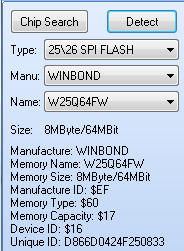 Chip Search Detect
Type: 25\26 SPI FLASH
Manu: WINBOND
Name: W25Q64FW
Size: 8MByte/64MBit
Manufacture: WINBOND
Memory Name: W25Q64FW
Memory Size: 8MByte/64MBit
Manufacture ID: $EF
Memory Type: $60
Memory Capacity: $17
Device ID: $16
Unique ID: D866D0424F250833